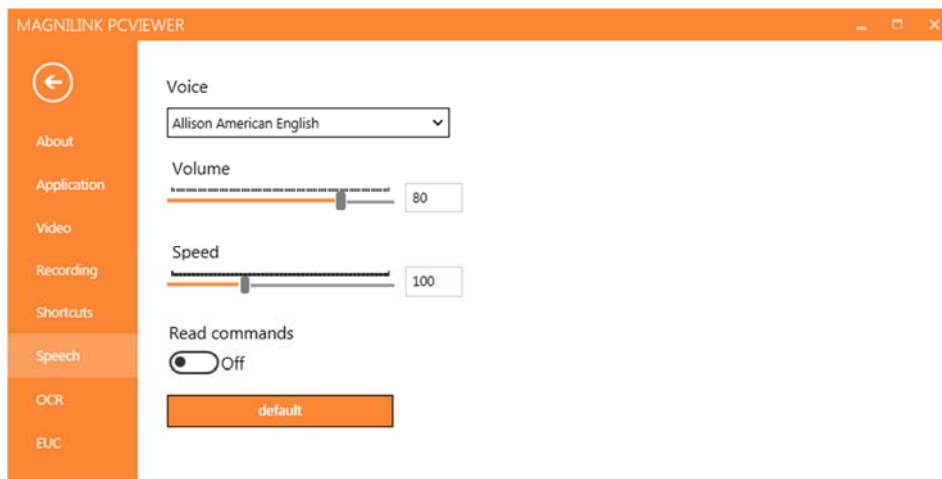 MAGNILINK PCVIEWER
About
Application
Video
Recording
Shortcuts
Speech
OCR
EUC
Voice
Allison American English
Volume
80
Speed
100
Read commands
Off
default